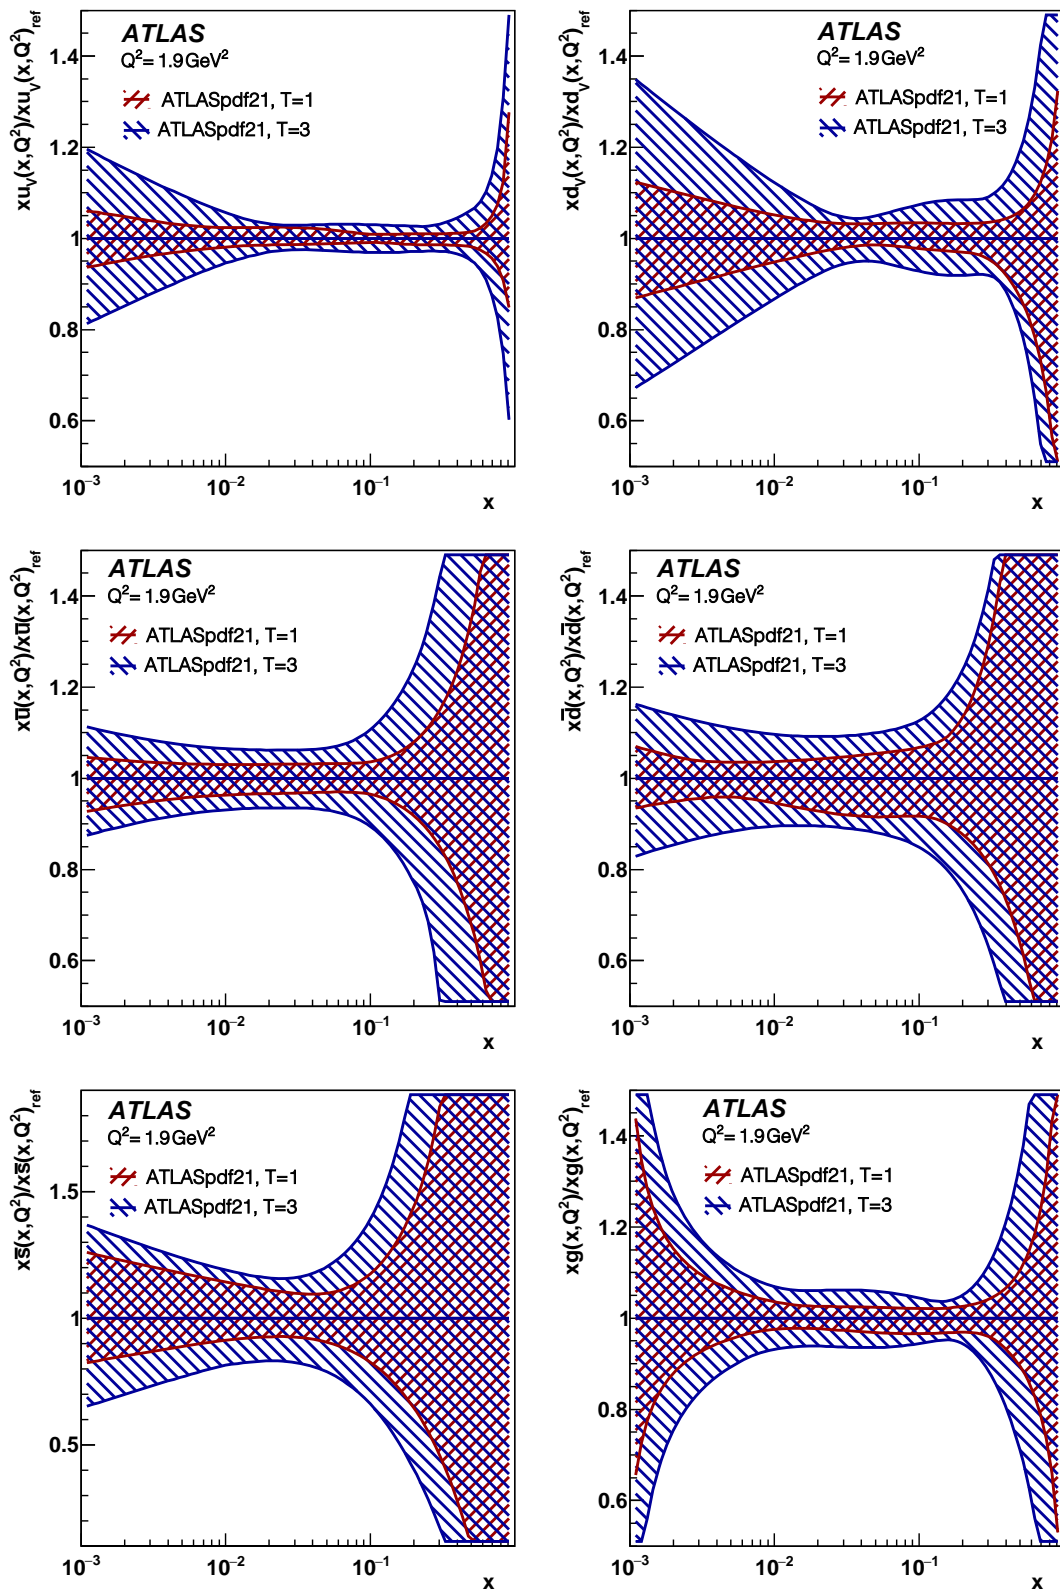 xu_V(x,Q²)/xu_V(x,Q²)_ref
ATLAS
Q² = 1.9 GeV²
ATLASpdf21, T=1
ATLASpdf21, T=3
1.4
1.2
1
0.8
0.6
10⁻³ 10⁻² 10⁻¹
x
xd_V(x,Q²)/xd_V(x,Q²)_ref
ATLAS
Q² = 1.9 GeV²
ATLASpdf21, T=1
ATLASpdf21, T=3
1.4
1.2
1
0.8
0.6
10⁻³ 10⁻² 10⁻¹
x
xu̅(x,Q²)/xu̅(x,Q²)_ref
ATLAS
Q² = 1.9 GeV²
ATLASpdf21, T=1
ATLASpdf21, T=3
1.4
1.2
1
0.8
0.6
10⁻³ 10⁻² 10⁻¹
x
xd̅(x,Q²)/xd̅(x,Q²)_ref
ATLAS
Q² = 1.9 GeV²
ATLASpdf21, T=1
ATLASpdf21, T=3
1.4
1.2
1
0.8
0.6
10⁻³ 10⁻² 10⁻¹
x
xs̅(x,Q²)/xs̅(x,Q²)_ref
ATLAS
Q² = 1.9 GeV²
ATLASpdf21, T=1
ATLASpdf21, T=3
1.5
1
0.5
10⁻³ 10⁻² 10⁻¹
x
xg(x,Q²)/xg(x,Q²)_ref
ATLAS
Q² = 1.9 GeV²
ATLASpdf21, T=1
ATLASpdf21, T=3
1.4
1.2
1
0.8
0.6
10⁻³ 10⁻² 10⁻¹
x